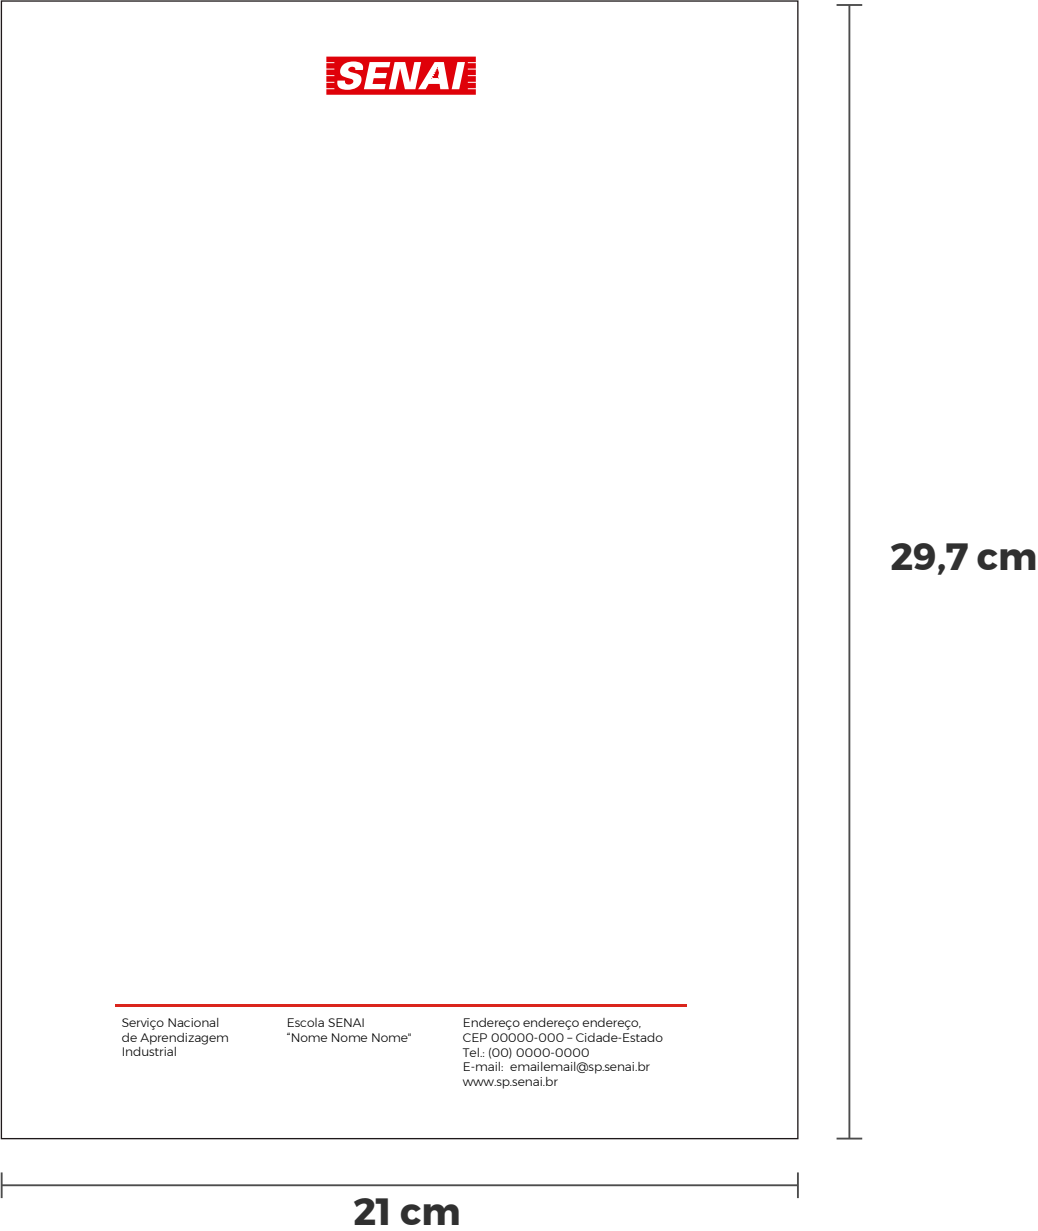 SENAI
29,7 cm
Serviço Nacional
de Aprendizagem
Industrial
Escola SENAI
“Nome Nome Nome"
Endereço endereço endereço,
CEP 00000-000 – Cidade-Estado
Tel.: (00) 0000-0000
E-mail:  emailemail@sp.senai.br
www.sp.senai.br
21 cm